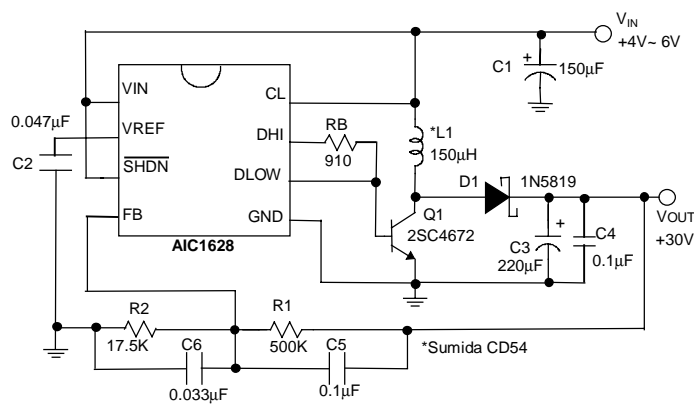 VIN
+4V~ 6V
C1
150µF
VIN
CL
*L1
150µH
0.047µF
VREF
DHI
RB
910
C2
SHDN
DLOW
D1
1N5819
FB
GND
Q1
2SC4672
AIC1628
C3
220µF
C4
0.1µF
VOUT
+30V
R2
17.5K
R1
500K
C6
0.033µF
C5
0.1µF
*Sumida CD54